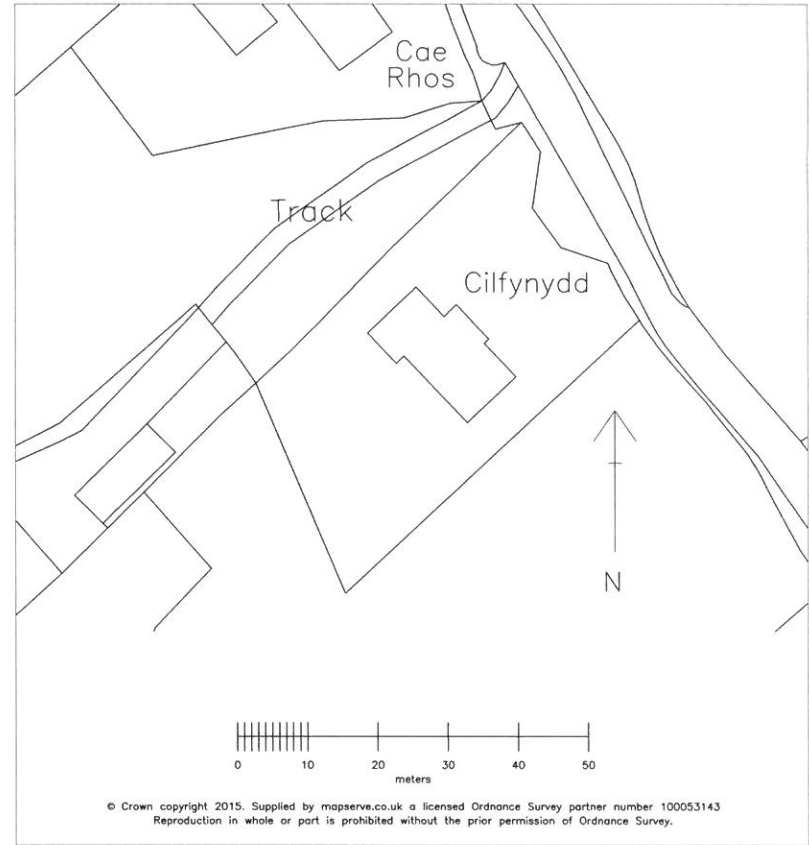 Cae
Rhos
Track
Cilfynydd
N
0 10 20 30 40 50
meters
© Crown copyright 2015. Supplied by mapserve.co.uk a licensed Ordnance Survey partner number 100053143
Reproduction in whole or part is prohibited without the prior permission of Ordnance Survey.